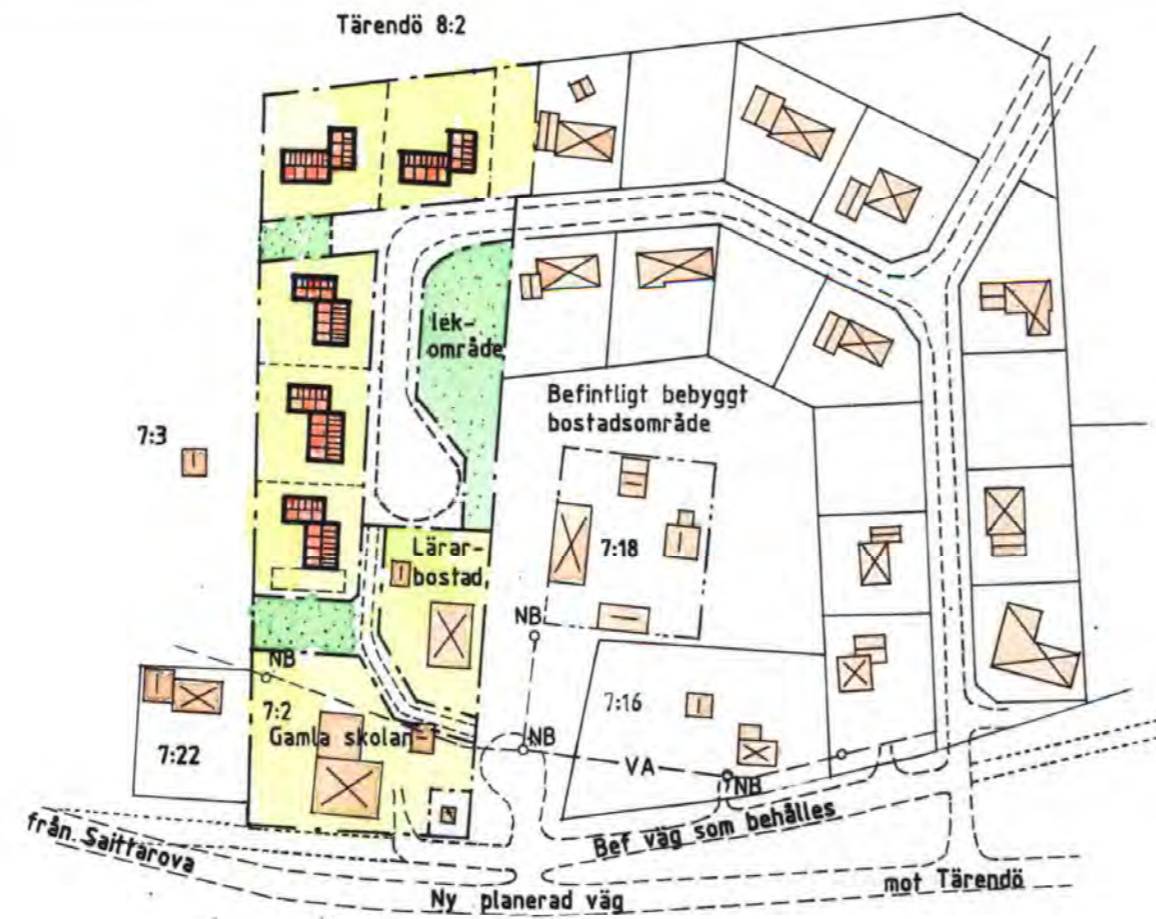 Tärendö 8:2
lek-
område
Befintligt bebyggt
bostadsområde
7:3
7:18
Lärar-
bostad
NB
NB
7:2
Gamla skolan
7:16
7:22
NB
VA
NB
från Saittarova
Bef väg som behålles
mot Tärendö
Ny planerad väg